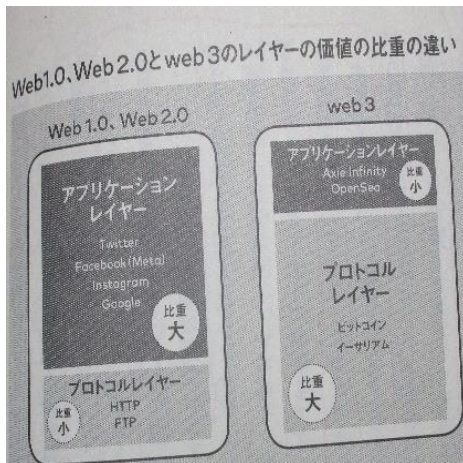 Web1.0、Web2.0とweb3のレイヤーの価値の比重の違い
Web1.0、Web2.0
アプリケーション
レイヤー
Twitter
Facebook(Meta)
Instagram
Google
比重
大
プロトコルレイヤー
HTTP
FTP
比重
小
web3
アプリケーションレイヤー
Axie Infinity
OpenSea
比重
小
プロトコル
レイヤー
ビットコイン
イーサリアム
比重
大